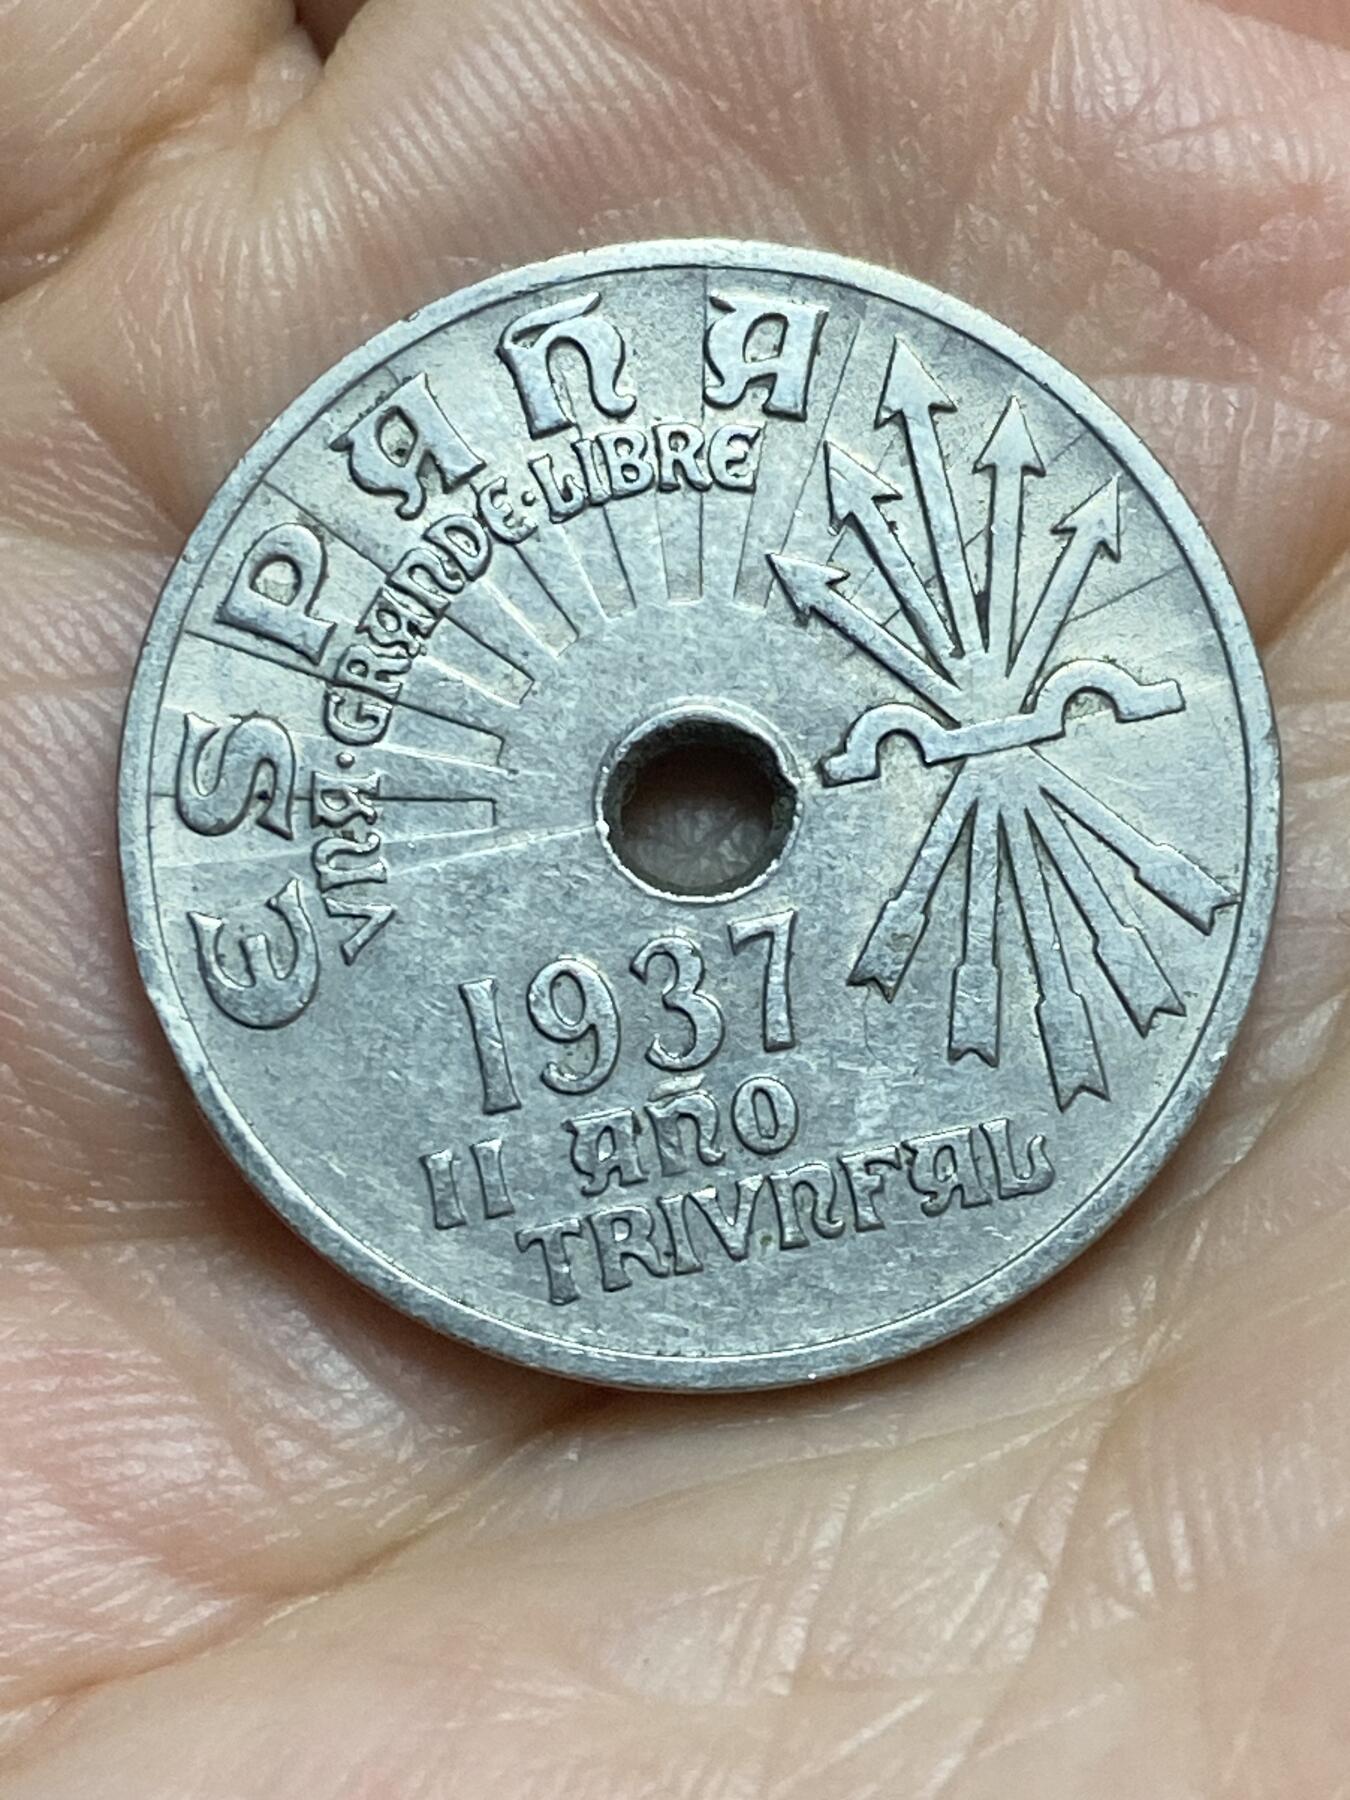 ESPAÑA
VNA·GRANDE·LIBRE
1937
II AÑO
TRIVNFAL